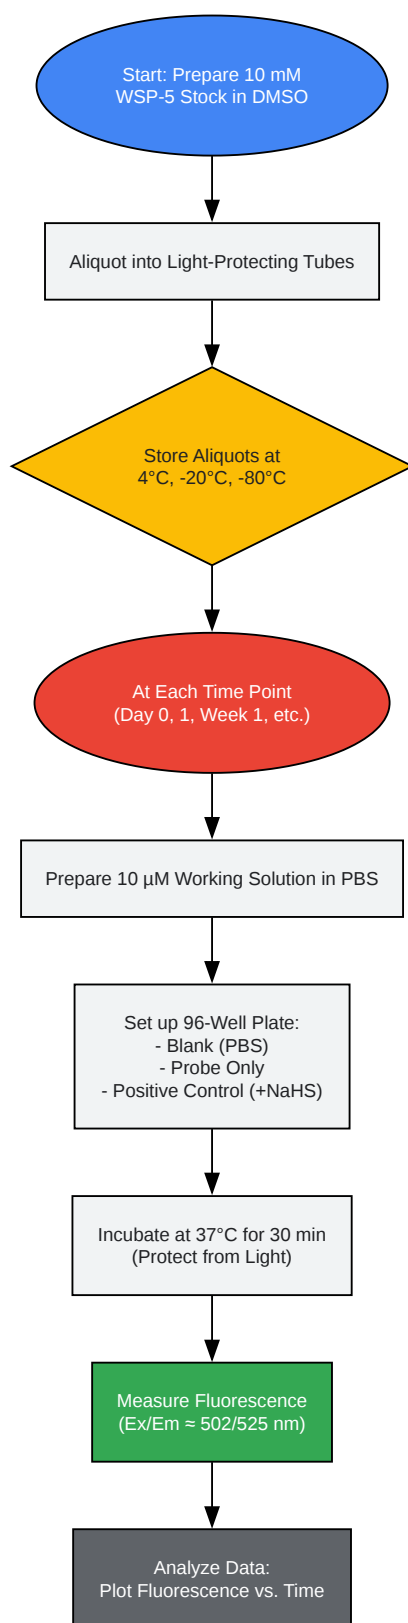 Start: Prepare 10 mM
WSP-5 Stock in DMSO
Aliquot into Light-Protecting Tubes
Store Aliquots at
4°C, -20°C, -80°C
At Each Time Point
(Day 0, 1, Week 1, etc.)
Prepare 10 µM Working Solution in PBS
Set up 96-Well Plate:
- Blank (PBS)
- Probe Only
- Positive Control (+NaHS)
Incubate at 37°C for 30 min
(Protect from Light)
Measure Fluorescence
(Ex/Em ≈ 502/525 nm)
Analyze Data:
Plot Fluorescence vs. Time